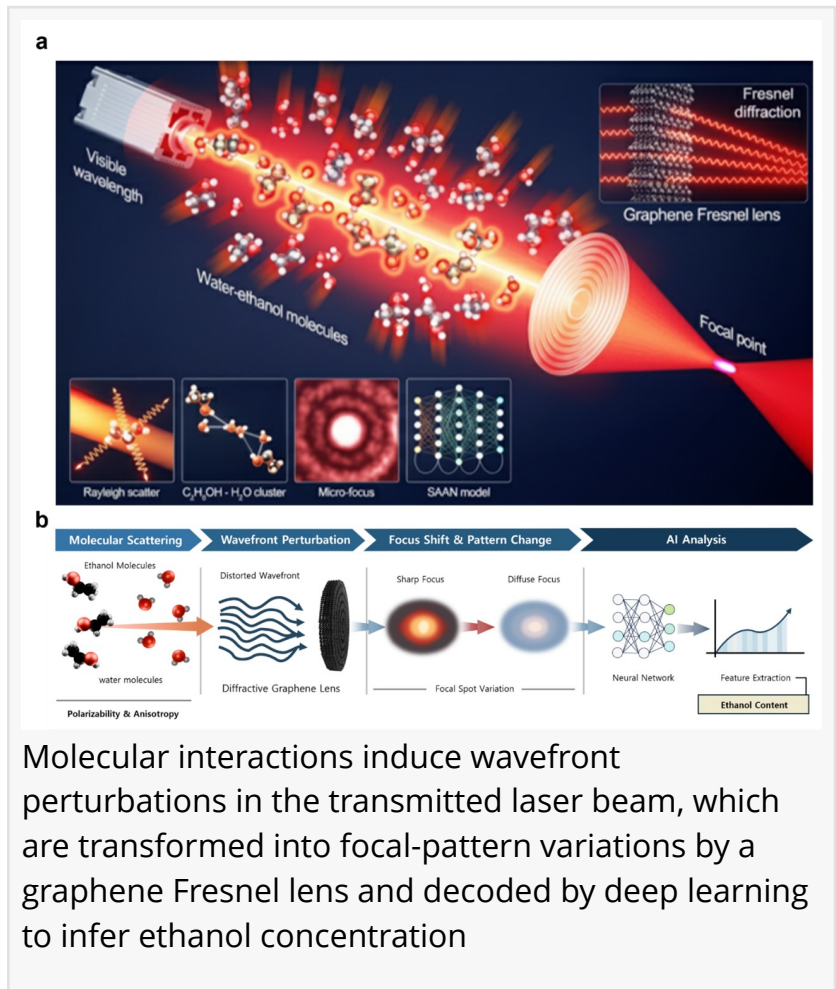 a
Visible
wavelength
Water-ethanol molecules
Fresnel
diffraction
Graphene Fresnel lens
Focal point
Rayleigh scatter
C₂H₅OH - H₂O cluster
Micro-focus
SAAN model
b
Molecular Scattering
Wavefront Perturbation
Focus Shift & Pattern Change
AI Analysis
Ethanol Molecules
water molecules
Polarizability & Anisotropy
Distorted Wavefront
Diffractive Graphene Lens
Sharp Focus
Diffuse Focus
Focal Spot Variation
Neural Network
Feature Extraction
Ethanol Content
Molecular interactions induce wavefront
perturbations in the transmitted laser beam, which
are transformed into focal-pattern variations by a
graphene Fresnel lens and decoded by deep learning
to infer ethanol concentration